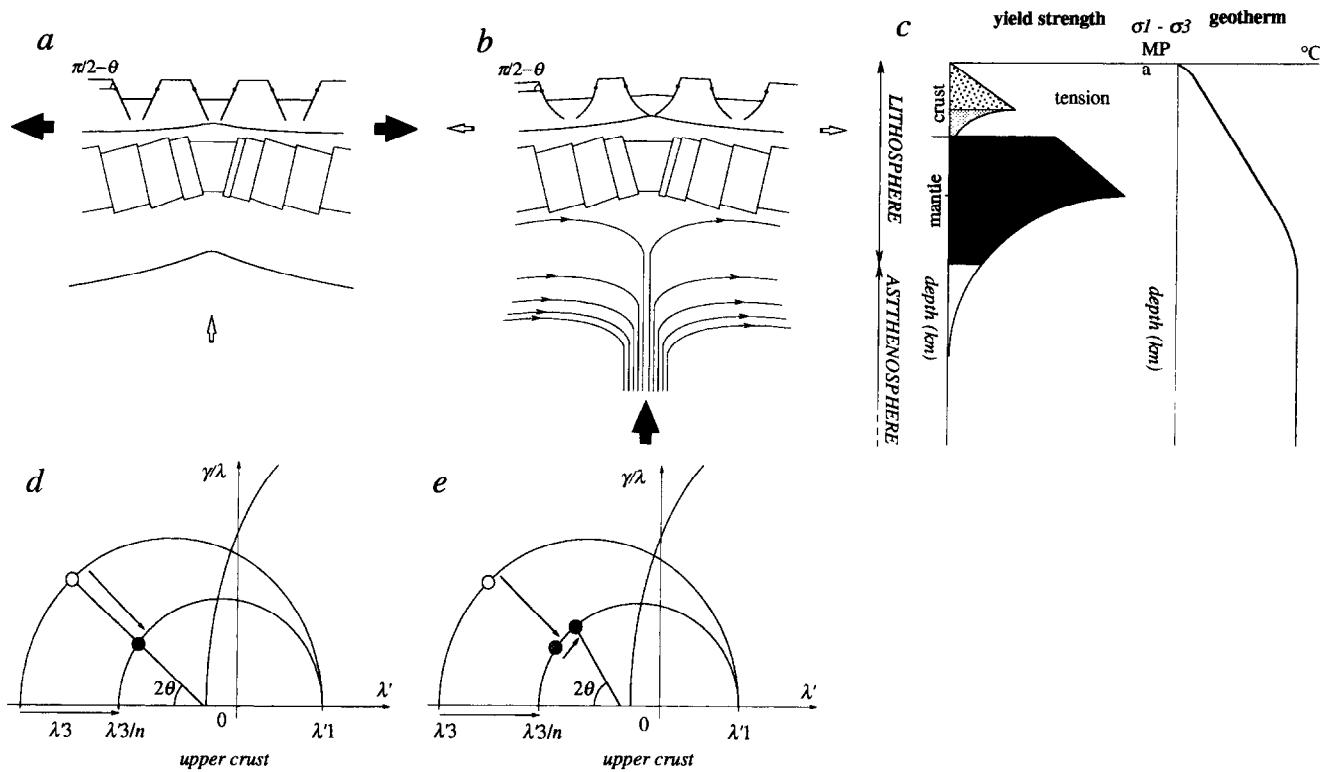 a
π/2−θ
b
π/2−θ
c
yield strength
σ1 - σ3
geotherm
MP
a
°C
LITHOSPHERE
crust
tension
mantle
ASTTHENOSPHERE
depth (km)
depth (km)
d
γ/λ
2θ
λ'
λ'3
λ'3/n
0
λ'1
upper crust
e
γ/λ
2θ
λ'
λ'3
λ'3/n
0
λ'1
upper crust